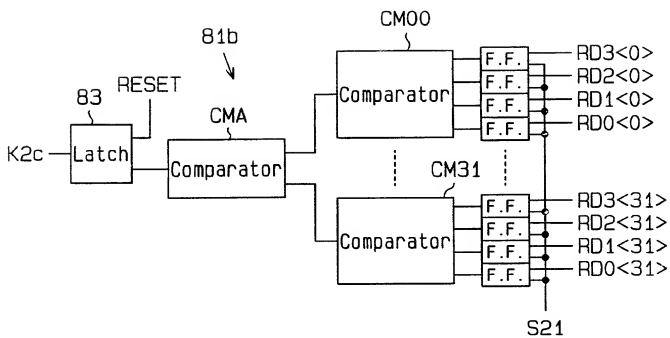 CM00
81b
RD3<0>
F.F.
RD2<0>
F.F.
83
RESET
Comparator
RD1<0>
F.F.
CMA
RD0<0>
F.F.
K2c
Latch
Comparator
CM31
RD3<31>
F.F.
RD2<31>
F.F.
Comparator
RD1<31>
F.F.
RD0<31>
F.F.
S21